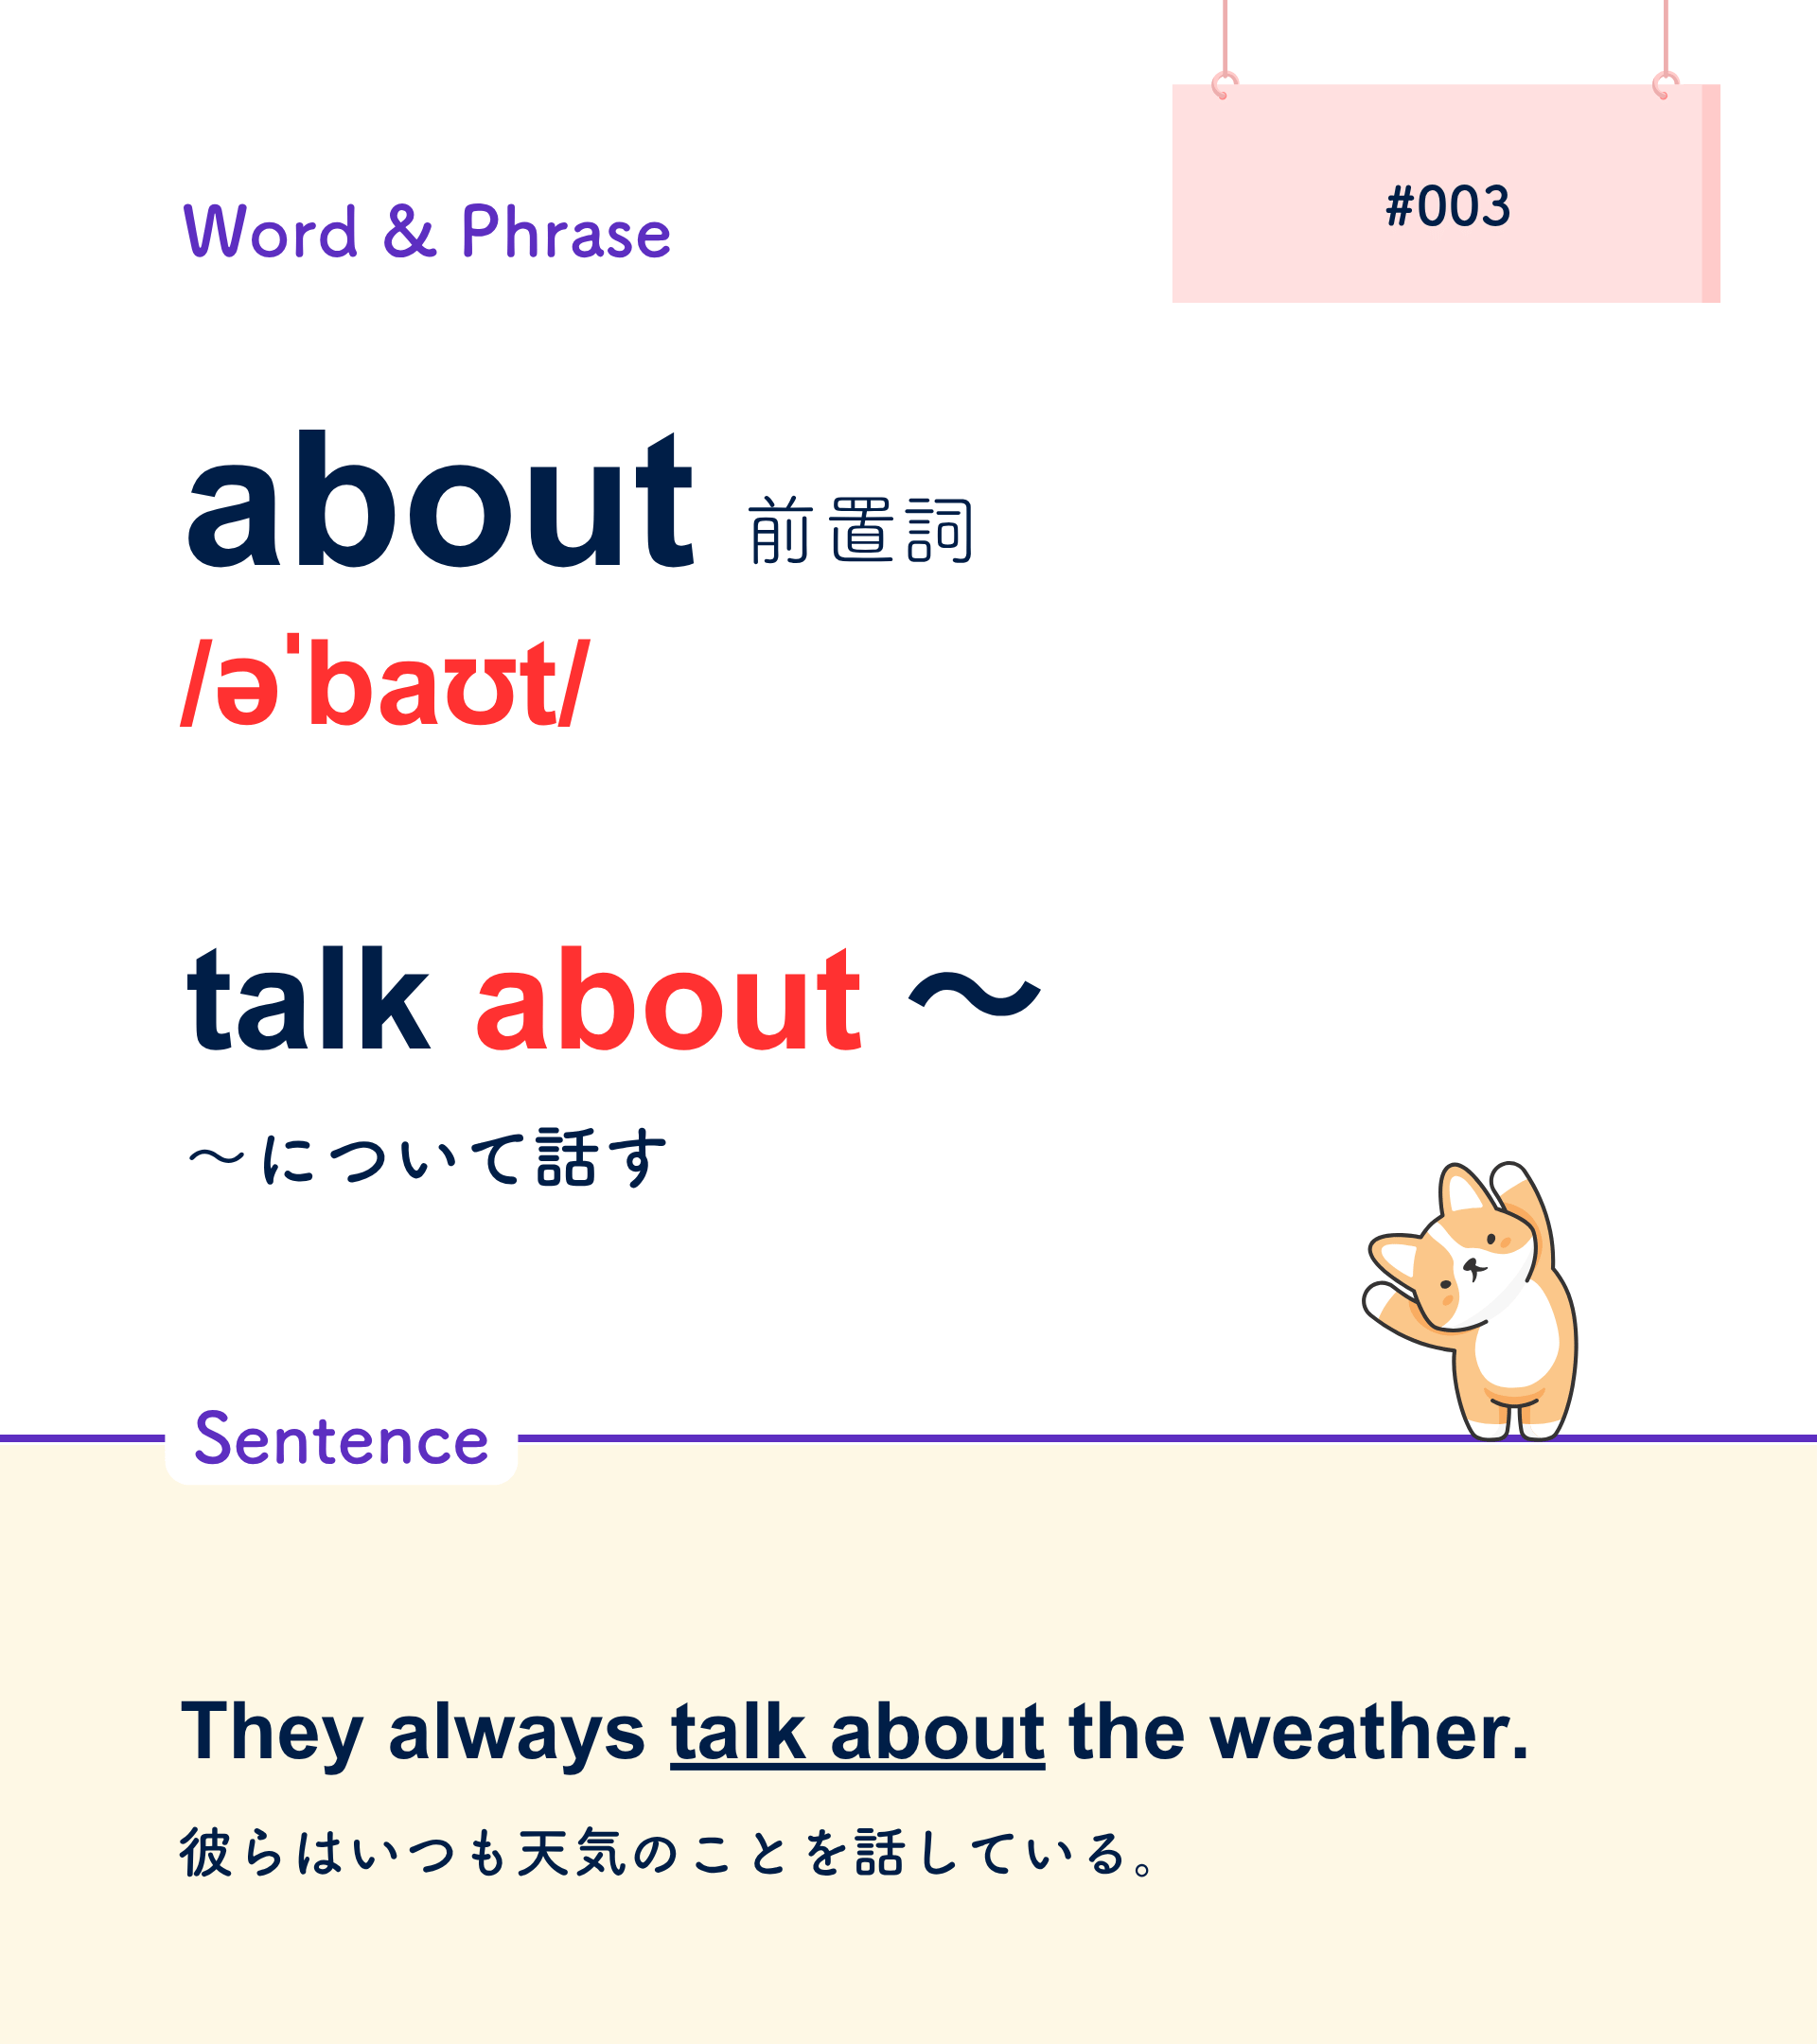 #003
Word & Phrase
about 前置詞
/əˈbaʊt/
talk about ～
～について話す
Sentence
They always talk about the weather.
彼らはいつも天気のことを話している。